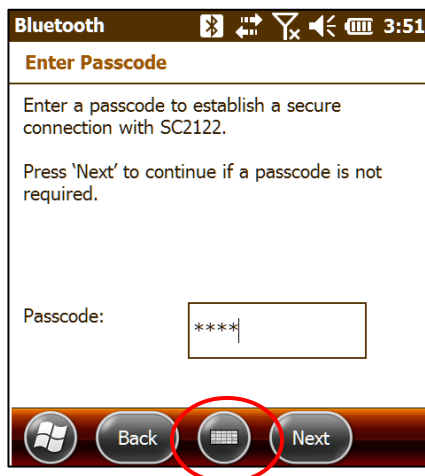 Bluetooth 3:51
Enter Passcode
Enter a passcode to establish a secure
connection with SC2122.
Press ‘Next’ to continue if a passcode is not
required.
Passcode: ****
Back Next